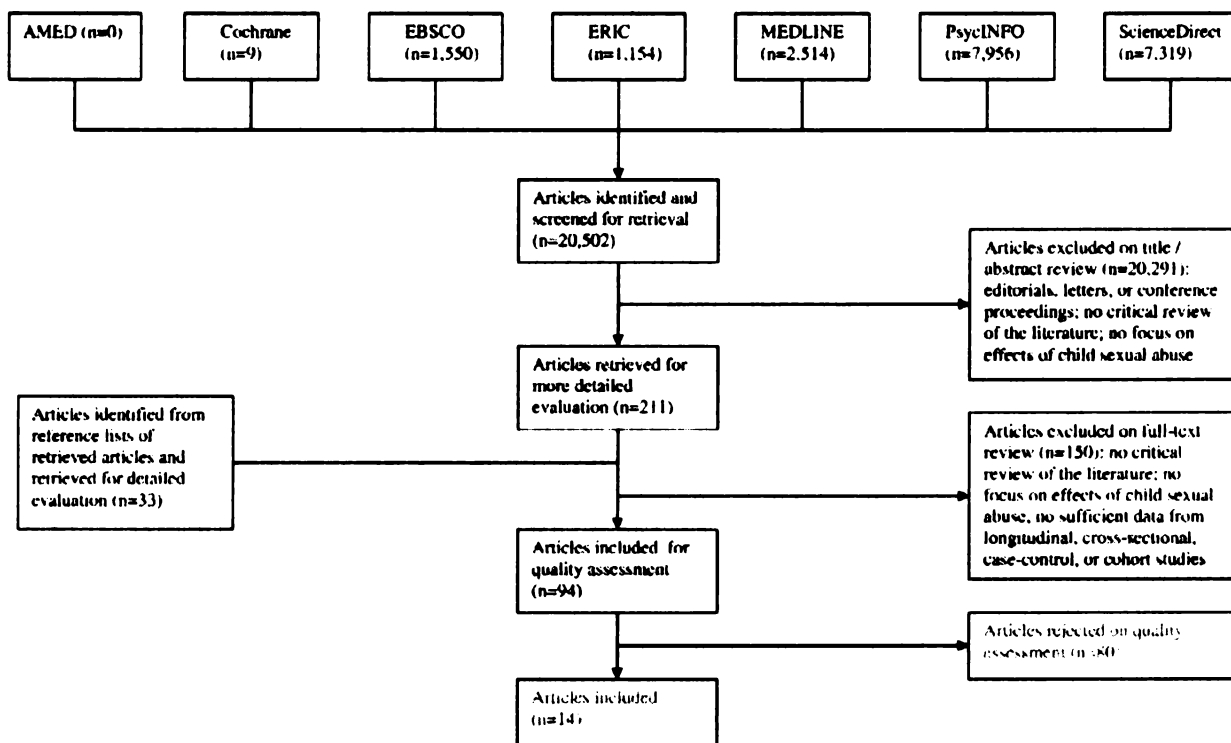 AMED (n=0)
Cochrane
(n=9)
EBSCO
(n=1,550)
ERIC
(n=1,154)
MEDLINE
(n=2,514)
PsycINFO
(n=7,956)
ScienceDirect
(n=7,319)
Articles identified and
screened for retrieval
(n=20,502)
Articles excluded on title /
abstract review (n=20,291):
editorials, letters, or conference
proceedings; no critical review
of the literature; no focus on
effects of child sexual abuse
Articles retrieved for
more detailed
evaluation (n=211)
Articles identified from
reference lists of
retrieved articles and
retrieved for detailed
evaluation (n=33)
Articles excluded on full-text
review (n=150): no critical
review of the literature; no
focus on effects of child sexual
abuse, no sufficient data from
longitudinal, cross-sectional,
case-control, or cohort studies
Articles included for
quality assessment
(n=94)
Articles rejected on quality
assessment (n=80)
Articles included
(n=14)